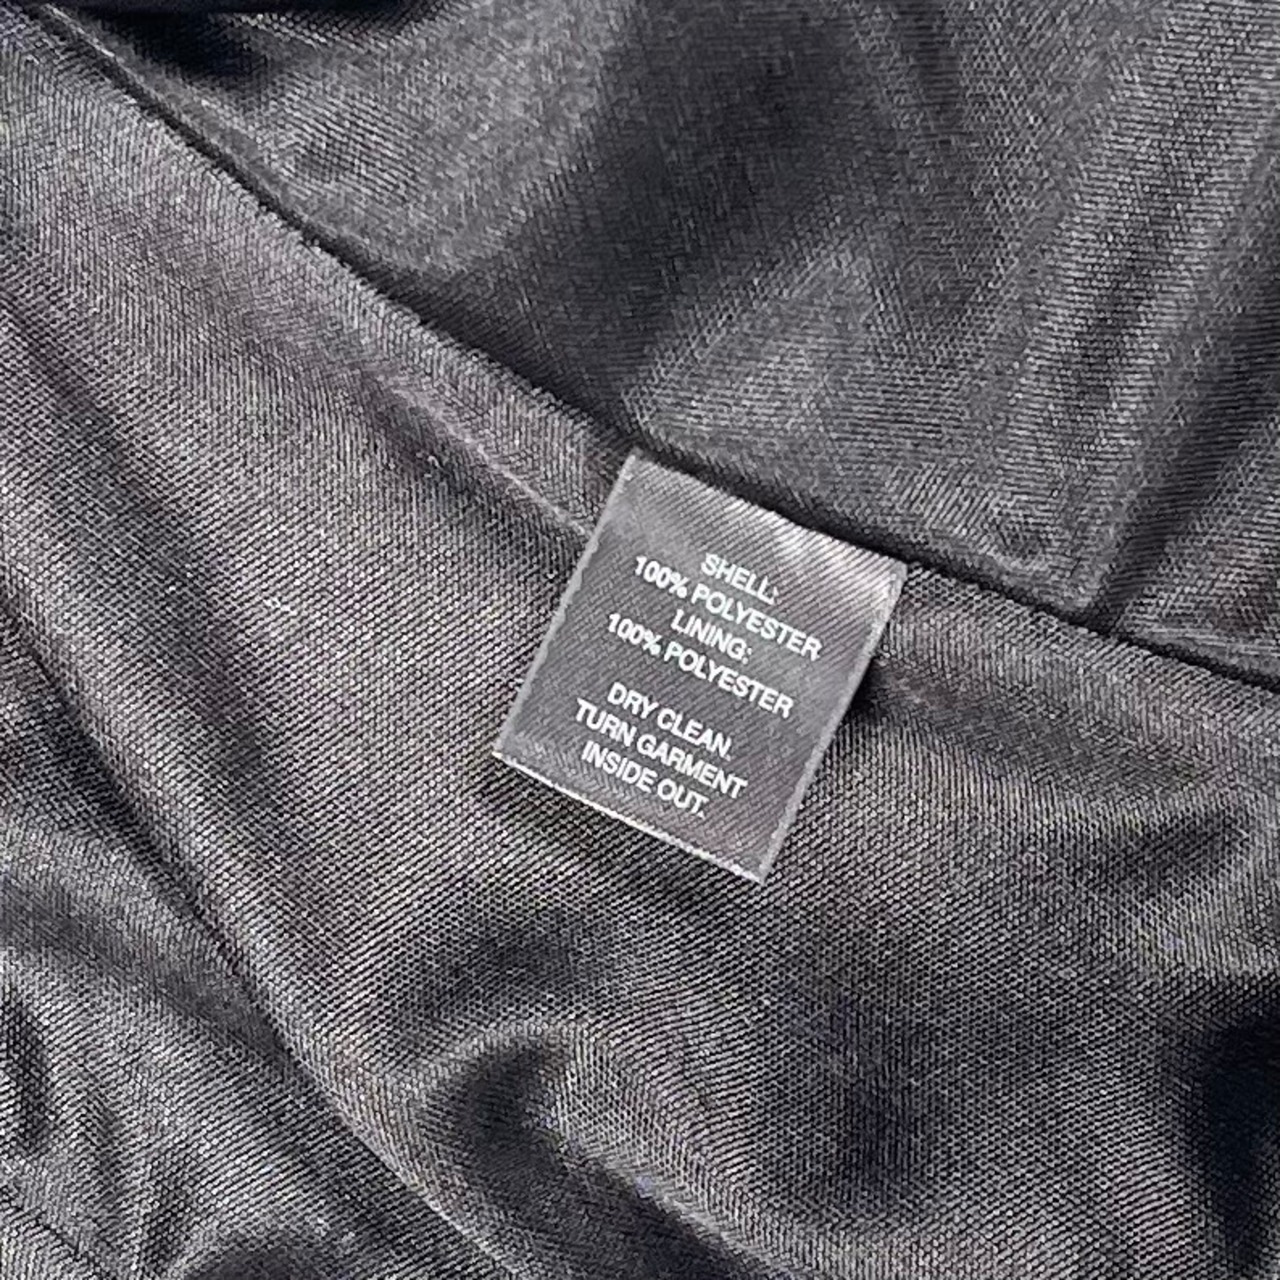 SHELL:
100% POLYESTER
LINING:
100% POLYESTER
DRY CLEAN.
TURN GARMENT
INSIDE OUT.